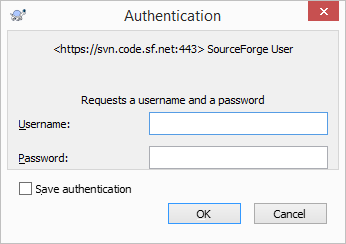 Authentication
<https://svn.code.sf.net:443> SourceForge User
Requests a username and a password
Username:
Password:
Save authentication
OK Cancel